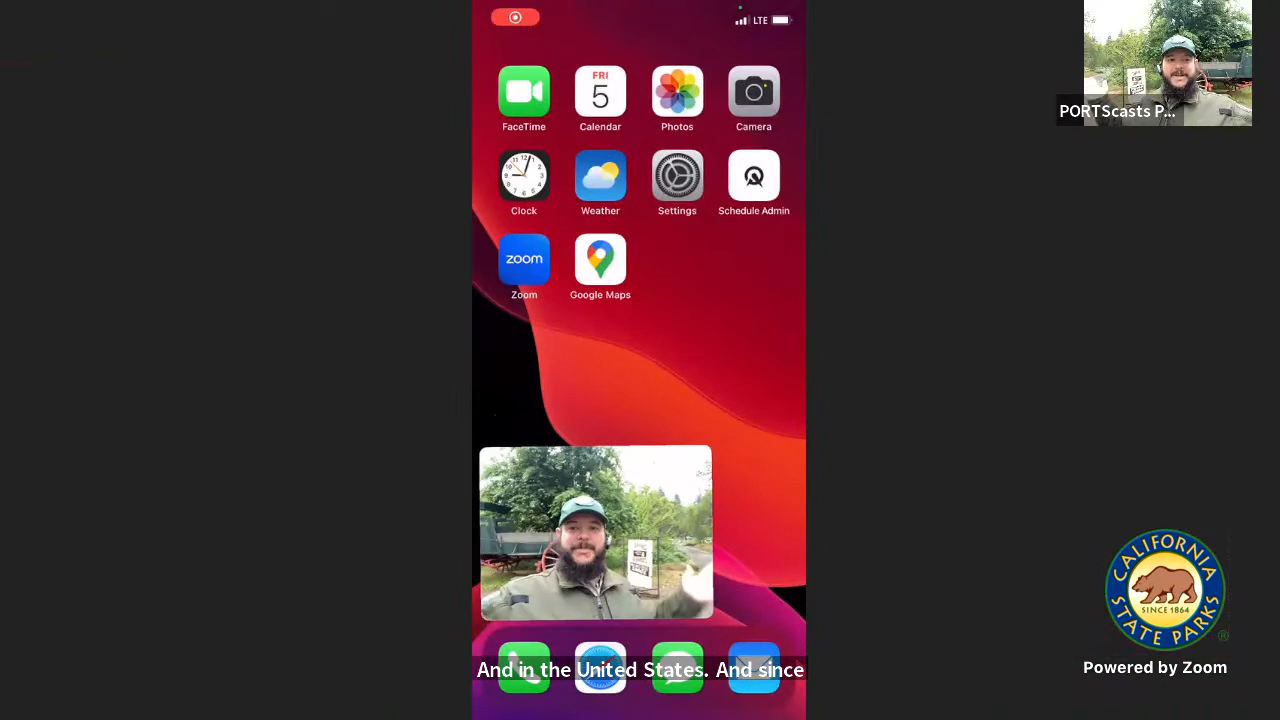 LTE
PORTScasts P...
FRI
5
FaceTime
Calendar
Photos
Camera
Clock
Weather
Settings
Schedule Admin
zoom
Zoom
Google Maps
And in the United States. And since
CALIFORNIA
STATE PARKS
SINCE 1864
®
Powered by Zoom